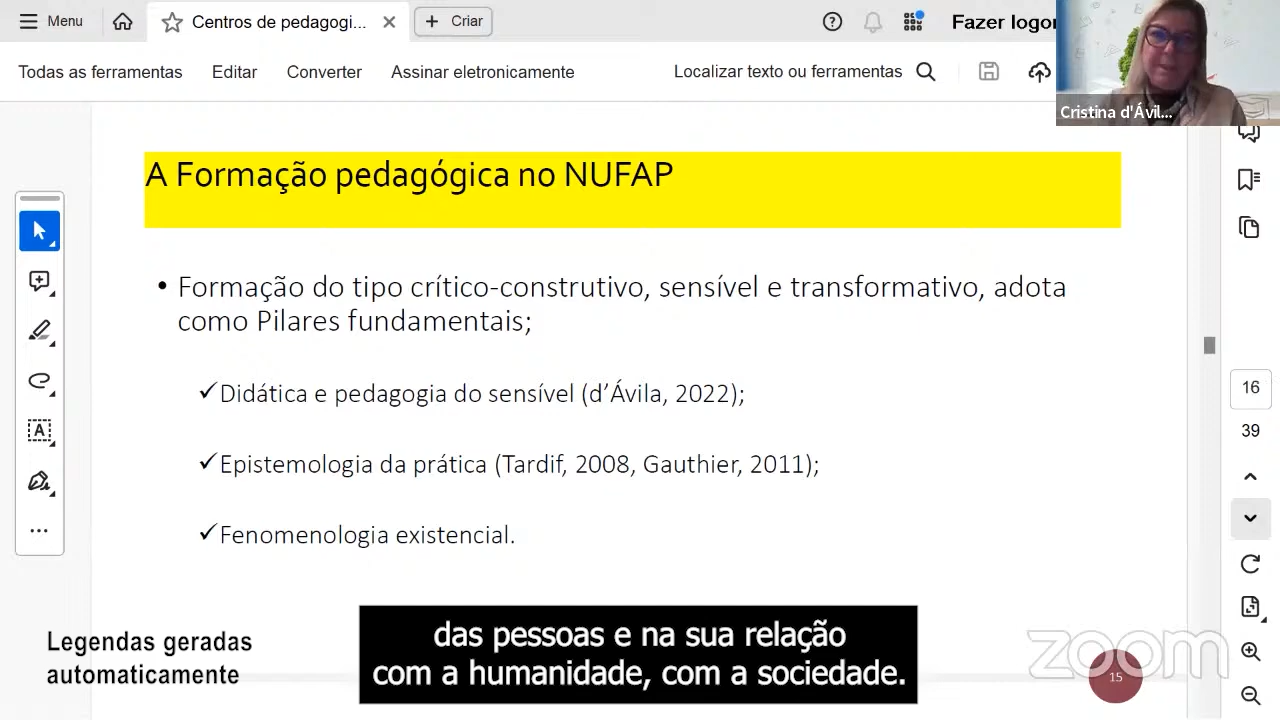 Menu
Centros de pedagogi...
Criar
Fazer logon
Todas as ferramentas
Editar
Converter
Assinar eletronicamente
Localizar texto ou ferramentas
Cristina d'Ávil...
A Formação pedagógica no NUFAP
• Formação do tipo crítico-construtivo, sensível e transformativo, adota
como Pilares fundamentais;
✓Didática e pedagogia do sensível (d’Ávila, 2022);
✓Epistemologia da prática (Tardif, 2008, Gauthier, 2011);
✓Fenomenologia existencial.
16
39
das pessoas e na sua relação
com a humanidade, com a sociedade.
Legendas geradas
automaticamente
zoom
15